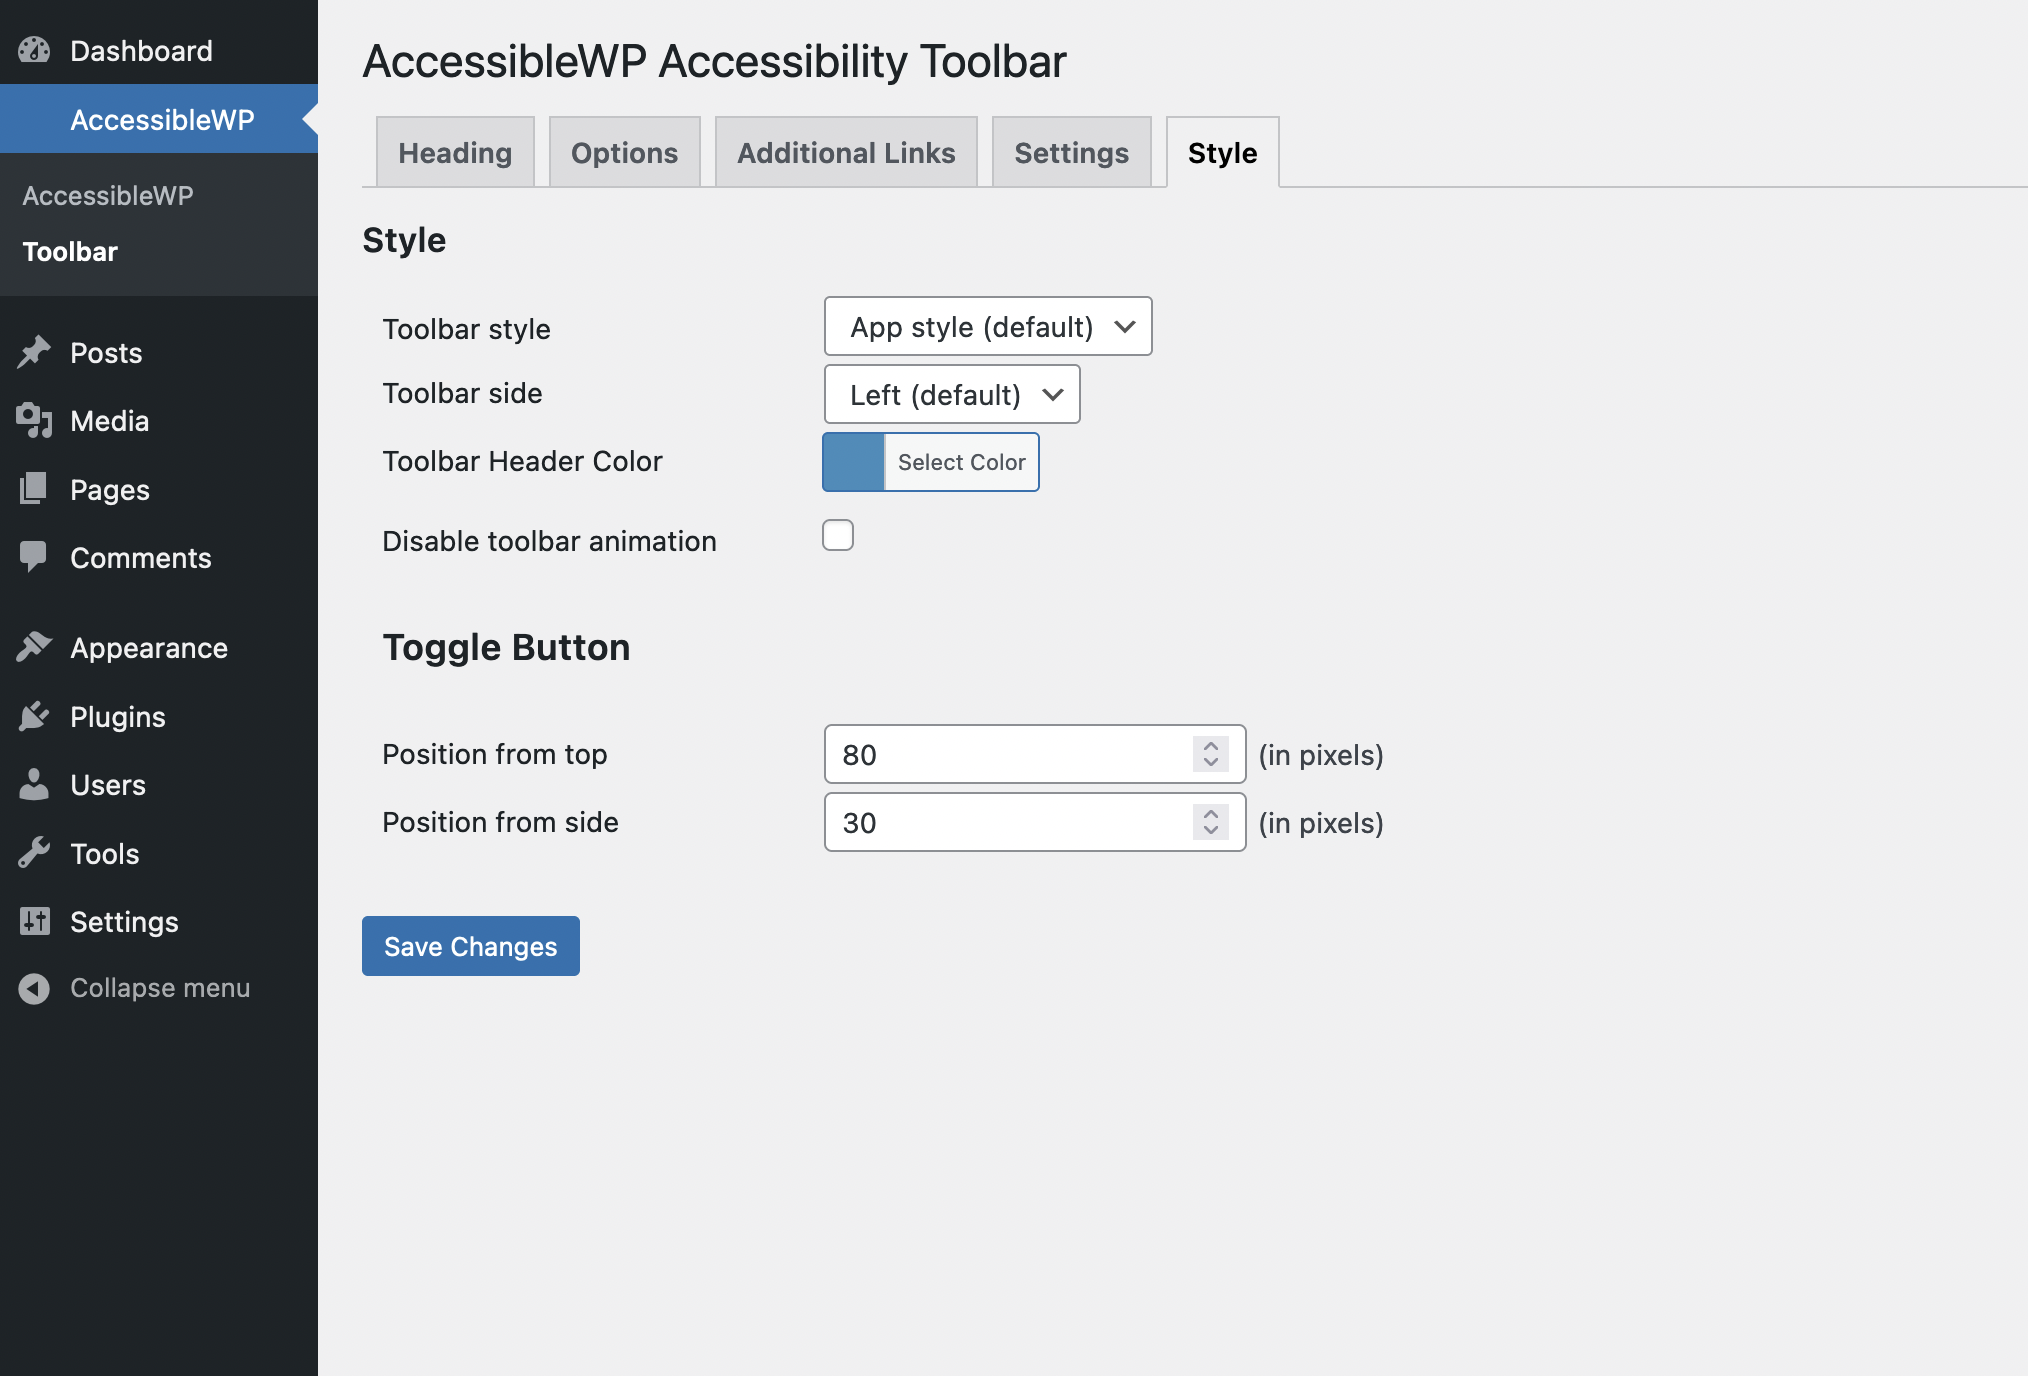 Dashboard
AccessibleWP
AccessibleWP
Toolbar
Posts
Media
Pages
Comments
Appearance
Plugins
Users
Tools
Settings
Collapse menu
AccessibleWP Accessibility Toolbar
Heading Options Additional Links Settings Style
Style
Toolbar style App style (default)
Toolbar side Left (default)
Toolbar Header Color Select Color
Disable toolbar animation
Toggle Button
Position from top 80 (in pixels)
Position from side 30 (in pixels)
Save Changes